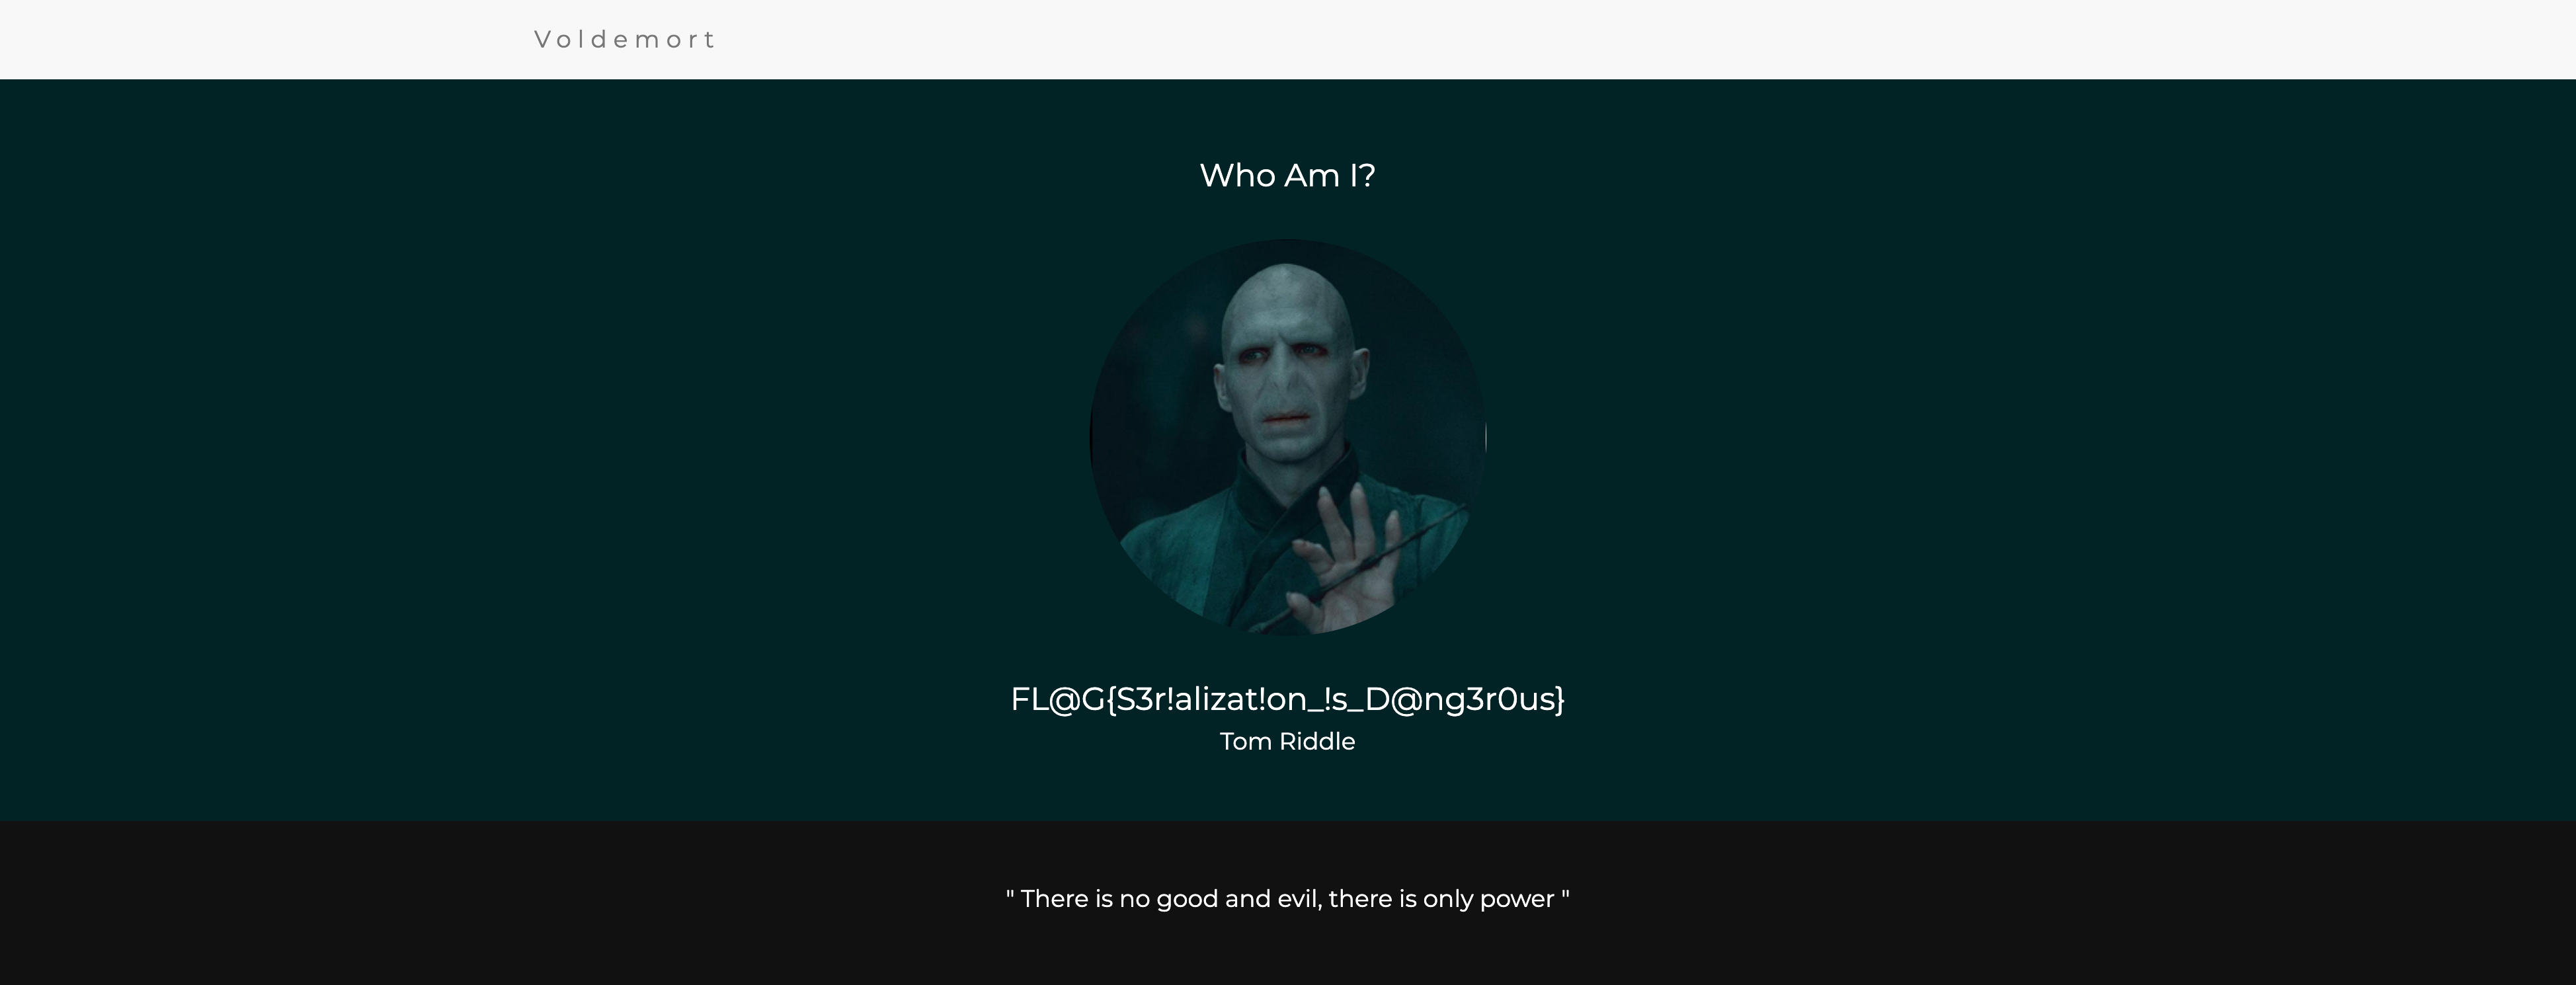 Voldemort
Who Am I?
FL@G{S3r!alizat!on_!s_D@ng3r0us}
Tom Riddle
" There is no good and evil, there is only power "